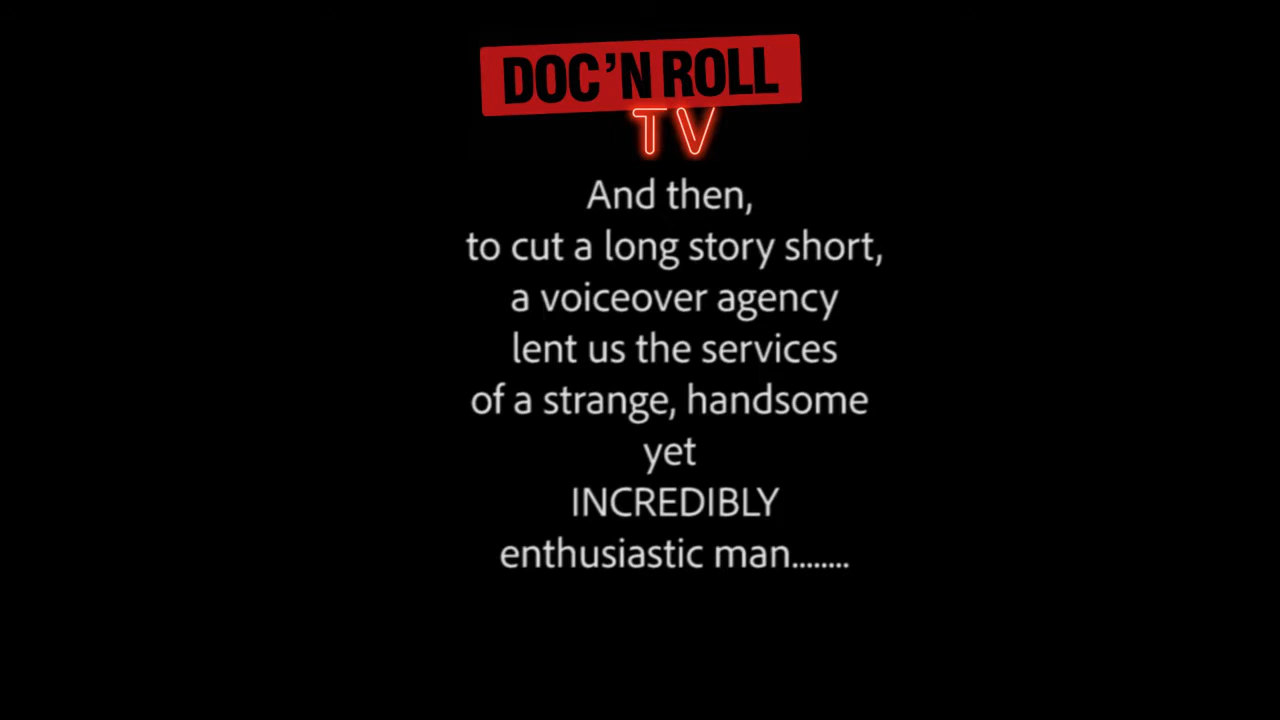 DOC'N ROLL
TV
And then,
to cut a long story short,
a voiceover agency
lent us the services
of a strange, handsome
yet
INCREDIBLY
enthusiastic man........